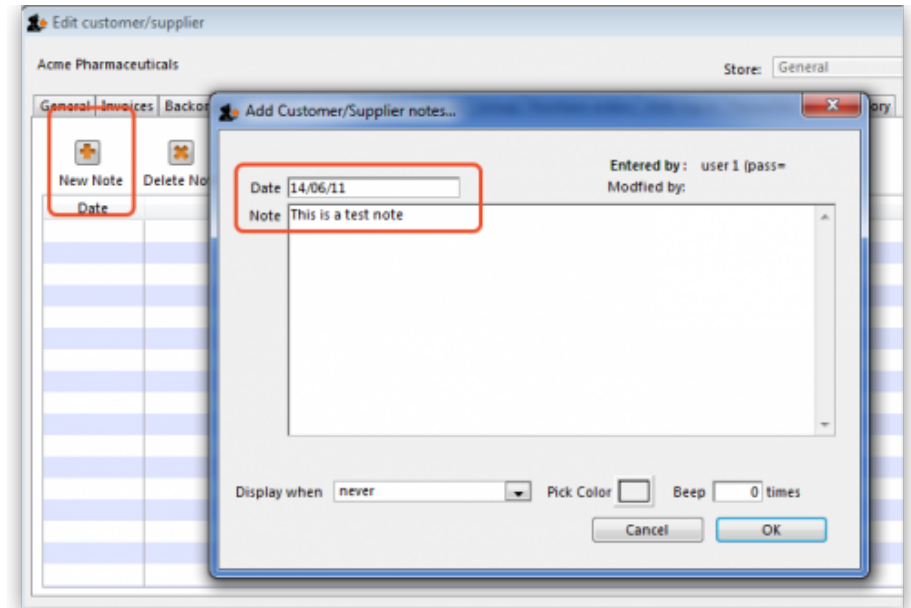 Edit customer/supplier
Acme Pharmaceuticals
Store: General
General Invoices Backor
ory
New Note Delete No
Date
Add Customer/Supplier notes...
Entered by: user 1 (pass=
Modfied by:
Date 14/06/11
Note This is a test note
Display when never Pick Color Beep 0 times
Cancel OK